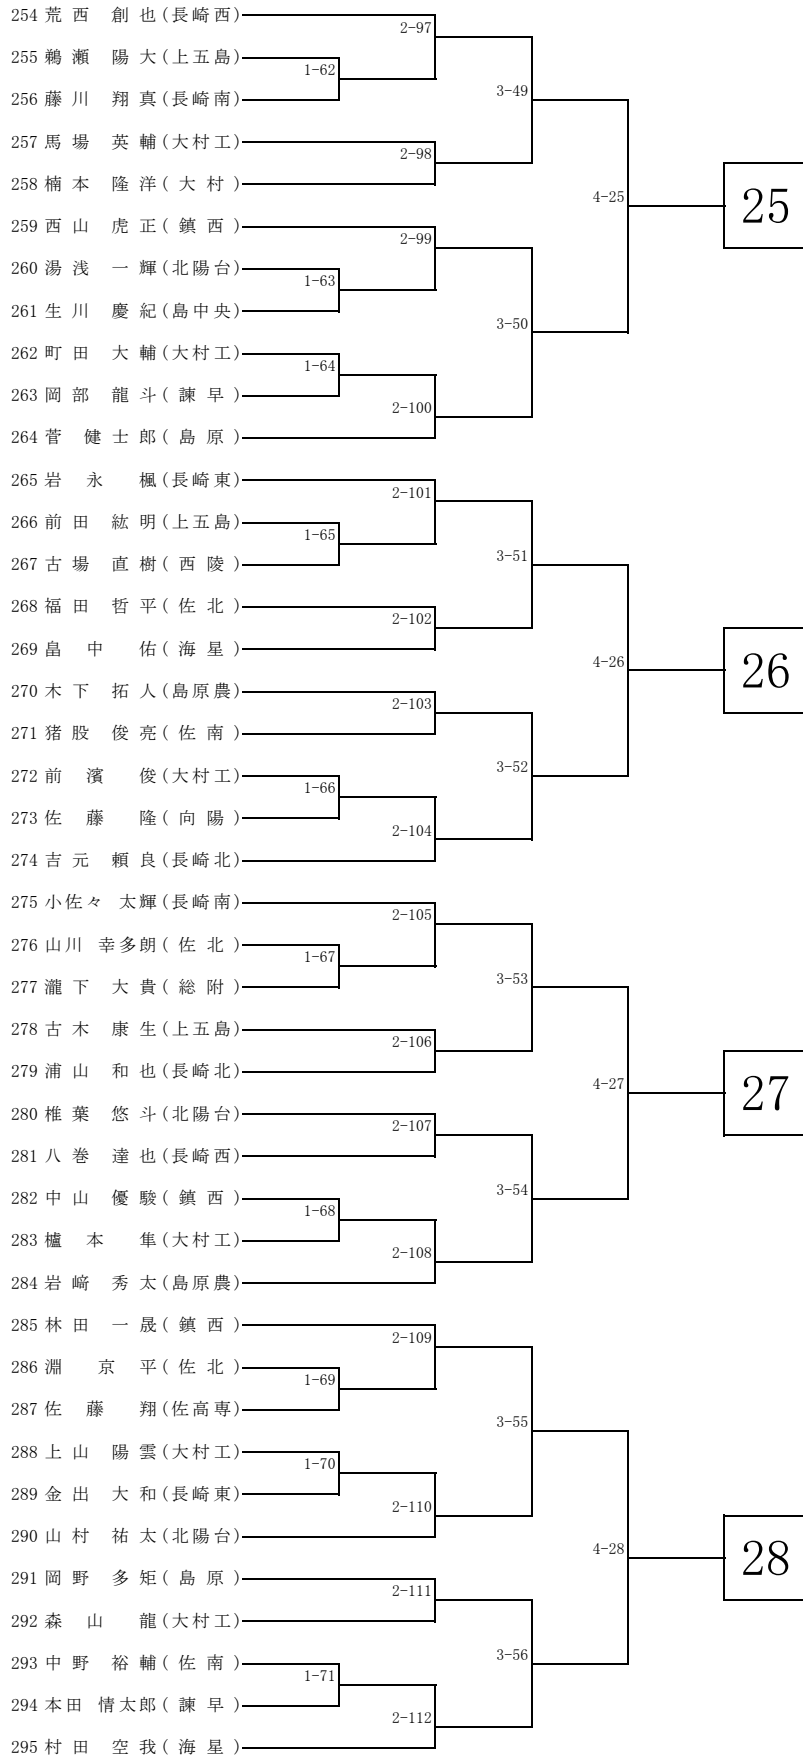 254 荒西 創也(長崎西)
2-97
255 鵜瀬 陽大(上五島)
1-62
256 藤川 翔真(長崎南)
3-49
257 馬場 英輔(大村工)
2-98
258 楠本 隆洋(大村)
4-25
25
259 西山 虎正(鎮西)
2-99
260 湯浅 一輝(北陽台)
1-63
261 生川 慶紀(島中央)
3-50
262 町田 大輔(大村工)
1-64
263 岡部 龍斗(諫早)
2-100
264 菅 健士郎(島原)
265 岩永 楓(長崎東)
2-101
266 前田 紘明(上五島)
1-65
267 古場 直樹(西陵)
3-51
268 福田 哲平(佐北)
2-102
269 畠中 佑(海星)
4-26
26
270 木下 拓人(島原農)
2-103
271 猪股 俊亮(佐南)
3-52
272 前濱 俊(大村工)
1-66
273 佐藤 隆(向陽)
2-104
274 吉元 頼良(長崎北)
275 小佐々 太輝(長崎南)
2-105
276 山川 幸多朗(佐北)
1-67
277 瀧下 大貴(総附)
3-53
278 古木 康生(上五島)
2-106
279 浦山 和也(長崎北)
4-27
27
280 椎葉 悠斗(北陽台)
2-107
281 八巻 達也(長崎西)
3-54
282 中山 優駿(鎮西)
1-68
283 樨本 隼(大村工)
2-108
284 岩﨑 秀太(島原農)
285 林田 一晟(鎮西)
2-109
286 淵 京平(佐北)
1-69
287 佐藤 翔(佐高専)
3-55
288 上山 陽雲(大村工)
1-70
289 金出 大和(長崎東)
2-110
290 山村 祐太(北陽台)
4-28
28
291 岡野 多矩(島原)
2-111
292 森山 龍(大村工)
3-56
293 中野 裕輔(佐南)
1-71
294 本田 情太郎(諫早)
2-112
295 村田 空我(海星)